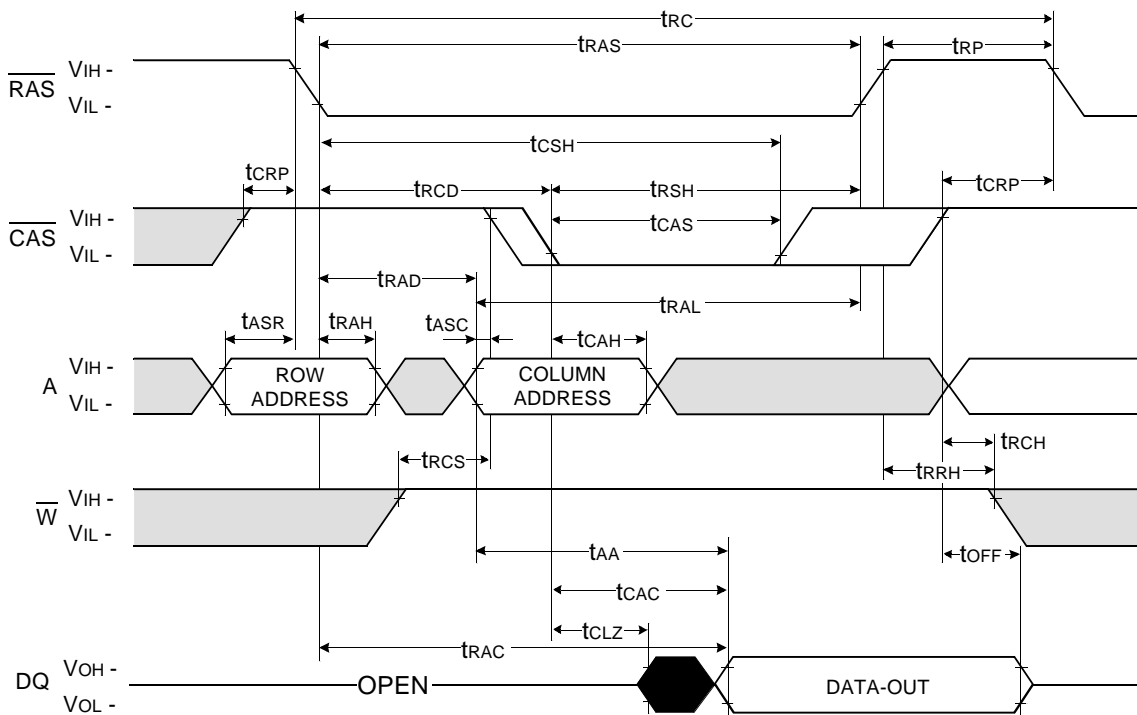 tRC
tRAS
tRP
RAS
VIH -
VIL -
tCSH
tCRP
tRCD
tRSH
tCRP
CAS
VIH -
VIL -
tCAS
tRAD
tRAL
tASR
tRAH
tASC
tCAH
A
VIH -
VIL -
ROW
ADDRESS
COLUMN
ADDRESS
tRCS
tRCH
tRRH
W
VIH -
VIL -
tAA
tOFF
tCAC
tCLZ
tRAC
DQ
VOH -
VOL -
OPEN
DATA-OUT